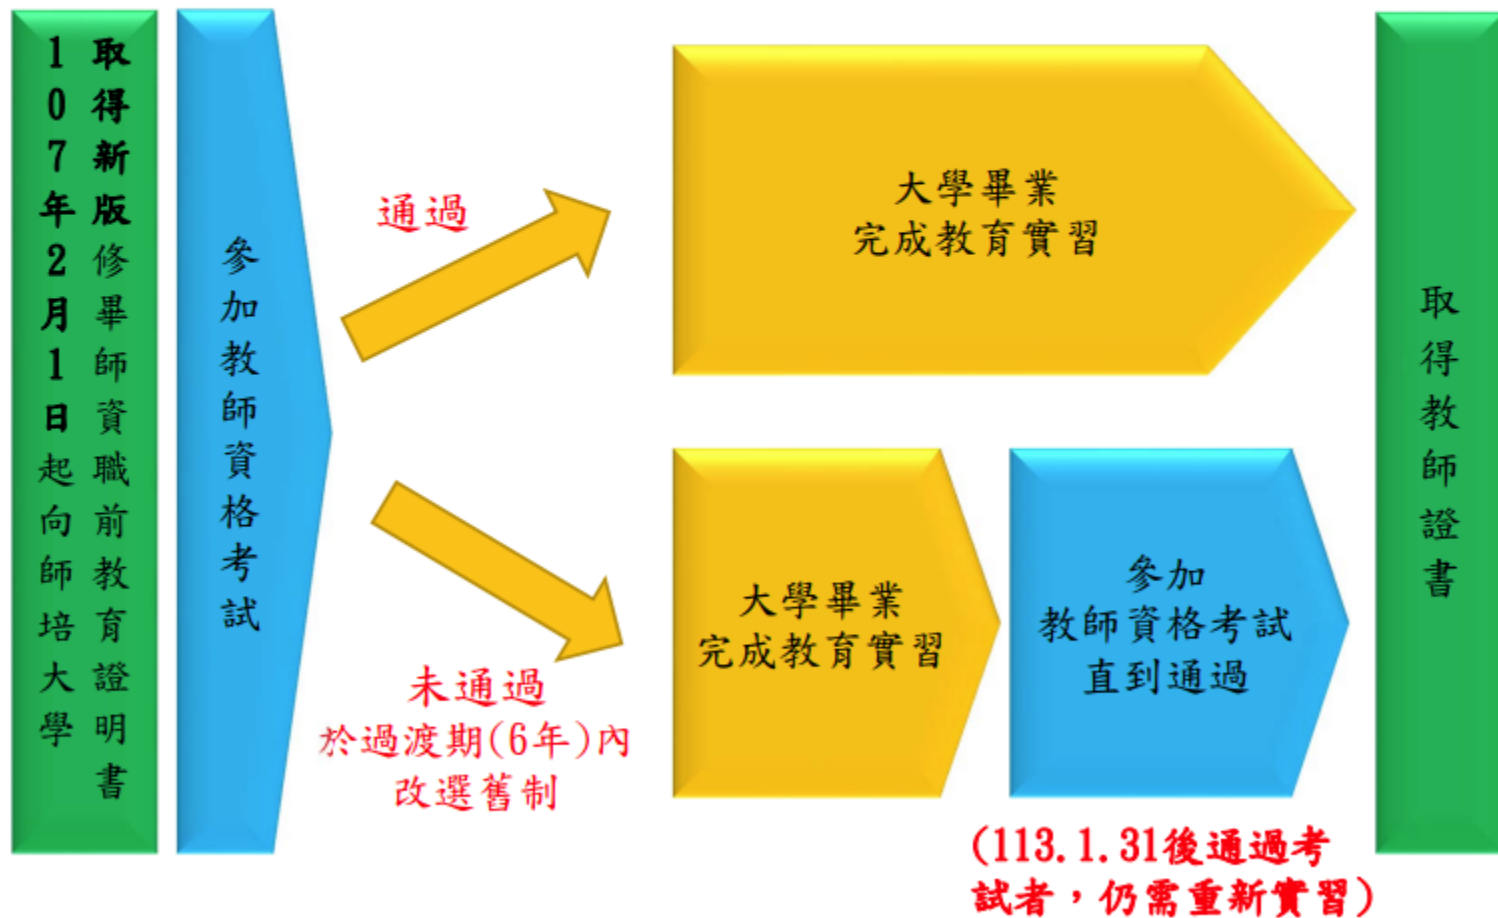 107年2月1日起向師培大學
取得新版修畢師資職前教育證明書
參加教師資格考試
通過
大學畢業
完成教育實習
未通過
於過渡期(6年)內
改選舊制
大學畢業
完成教育實習
參加
教師資格考試
直到通過
(113.1.31後通過考
試者，仍需重新實習)
取得教師證書